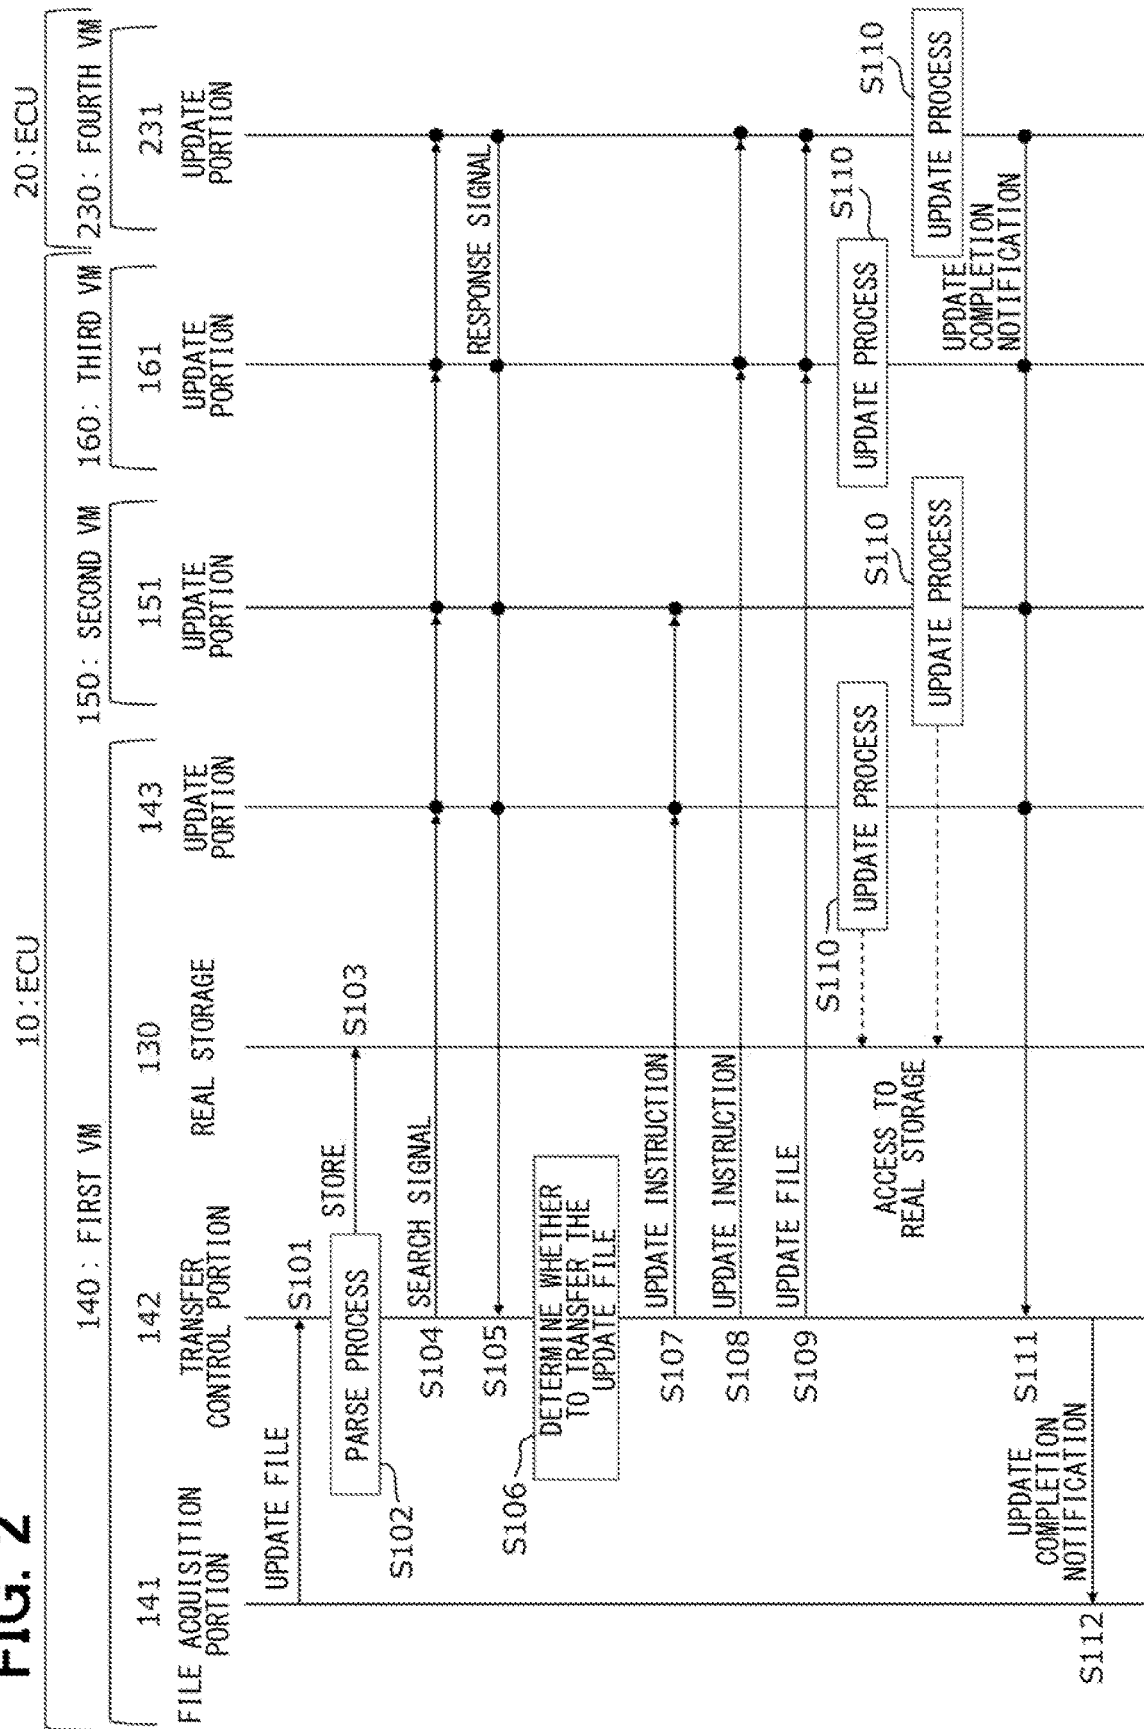 FIG. 2
10:ECU
20:ECU
140: FIRST VM
150: SECOND VM
160: THIRD VM
230: FOURTH VM
141
FILE ACQUISITION
PORTION
142
TRANSFER
CONTROL PORTION
130
REAL STORAGE
143
UPDATE
PORTION
151
UPDATE
PORTION
161
UPDATE
PORTION
231
UPDATE
PORTION
UPDATE FILE
S101
S102
PARSE PROCESS
STORE
S103
S104
SEARCH SIGNAL
S105
RESPONSE SIGNAL
S106
DETERMINE WHETHER
TO TRANSFER THE
UPDATE FILE
S107
UPDATE INSTRUCTION
S108
UPDATE INSTRUCTION
S109
UPDATE FILE
S110
UPDATE PROCESS
UPDATE PROCESS
S110
ACCESS TO
REAL STORAGE
UPDATE PROCESS
S110
UPDATE PROCESS
S110
UPDATE
COMPLETION
NOTIFICATION
S111
UPDATE
COMPLETION
NOTIFICATION
S112